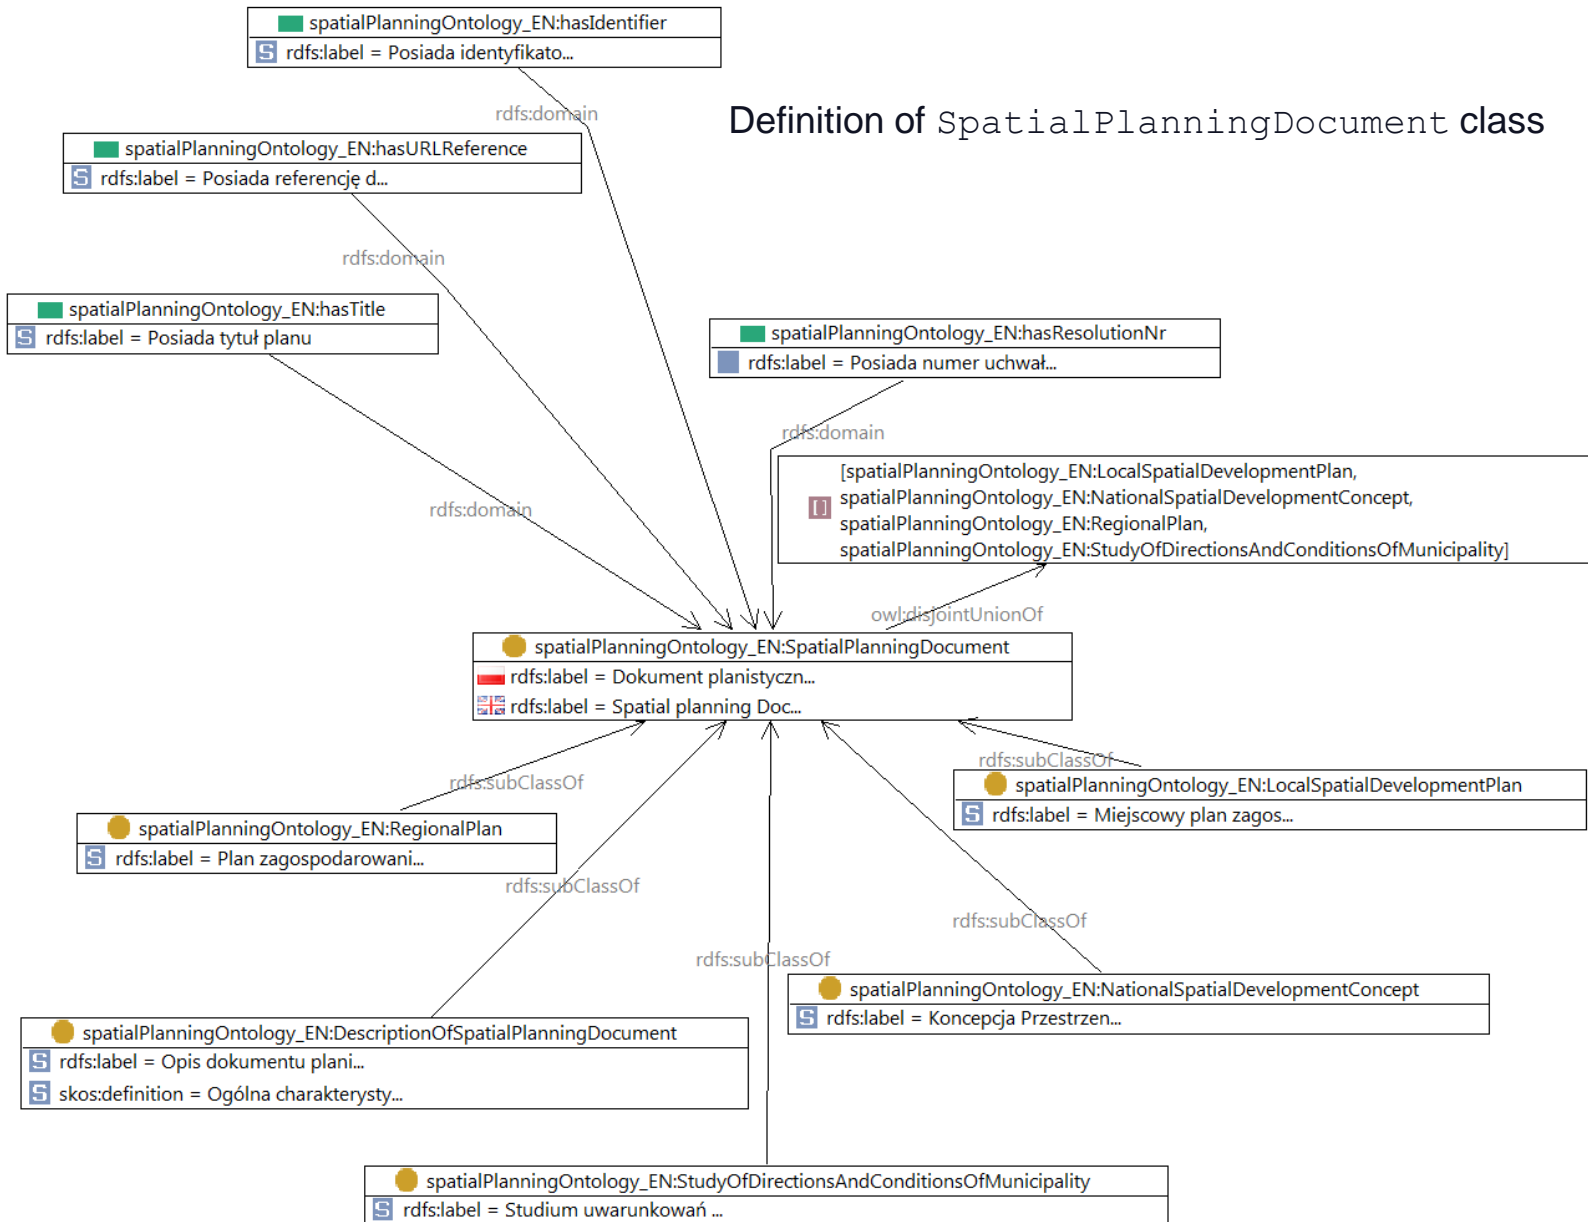 spatialPlanningOntology_EN:hasIdentifier
S rdfs:label = Posiada identyfikato...
rdfs:domain
Definition of SpatialPlanningDocument class
spatialPlanningOntology_EN:hasURLReference
S rdfs:label = Posiada referencję d...
rdfs:domain
spatialPlanningOntology_EN:hasTitle
S rdfs:label = Posiada tytuł planu
rdfs:domain
spatialPlanningOntology_EN:hasResolutionNr
rdfs:label = Posiada numer uchwał...
rdfs:domain
[spatialPlanningOntology_EN:LocalSpatialDevelopmentPlan,
[] spatialPlanningOntology_EN:NationalSpatialDevelopmentConcept,
spatialPlanningOntology_EN:RegionalPlan,
spatialPlanningOntology_EN:StudyOfDirectionsAndConditionsOfMunicipality]
owl:disjointUnionOf
spatialPlanningOntology_EN:SpatialPlanningDocument
rdfs:label = Dokument planistyczn...
rdfs:label = Spatial planning Doc...
rdfs:subClassOf
spatialPlanningOntology_EN:LocalSpatialDevelopmentPlan
S rdfs:label = Miejscowy plan zagos...
rdfs:subClassOf
spatialPlanningOntology_EN:RegionalPlan
S rdfs:label = Plan zagospodarowani...
rdfs:subClassOf
rdfs:subClassOf
rdfs:subClassOf
spatialPlanningOntology_EN:NationalSpatialDevelopmentConcept
S rdfs:label = Koncepcja Przestrzen...
spatialPlanningOntology_EN:DescriptionOfSpatialPlanningDocument
S rdfs:label = Opis dokumentu plani...
S skos:definition = Ogólna charakterysty...
spatialPlanningOntology_EN:StudyOfDirectionsAndConditionsOfMunicipality
S rdfs:label = Studium uwarunkowań ...